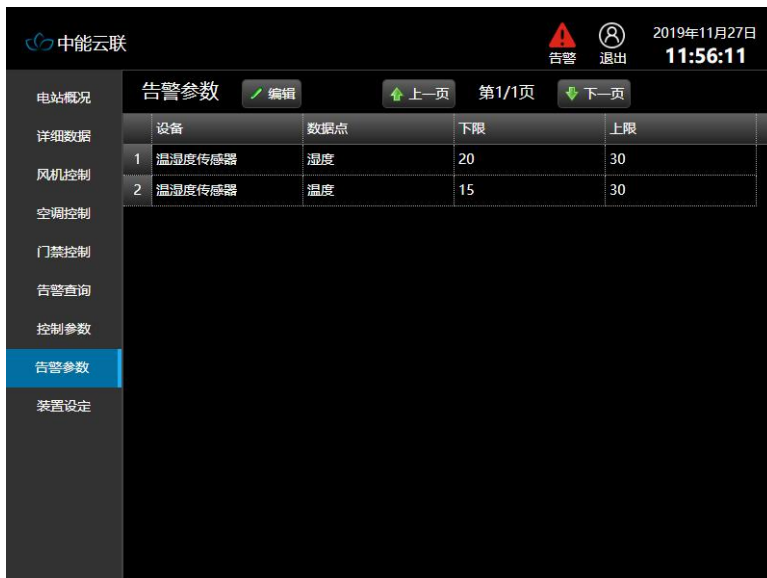 中能云联
告警
退出
2019年11月27日
11:56:11
电站概况
详细数据
风机控制
空调控制
门禁控制
告警查询
控制参数
告警参数
装置设定
告警参数 编辑 上一页 第1/1页 下一页
设备 数据点 下限 上限
1 温湿度传感器 湿度 20 30
2 温湿度传感器 温度 15 30